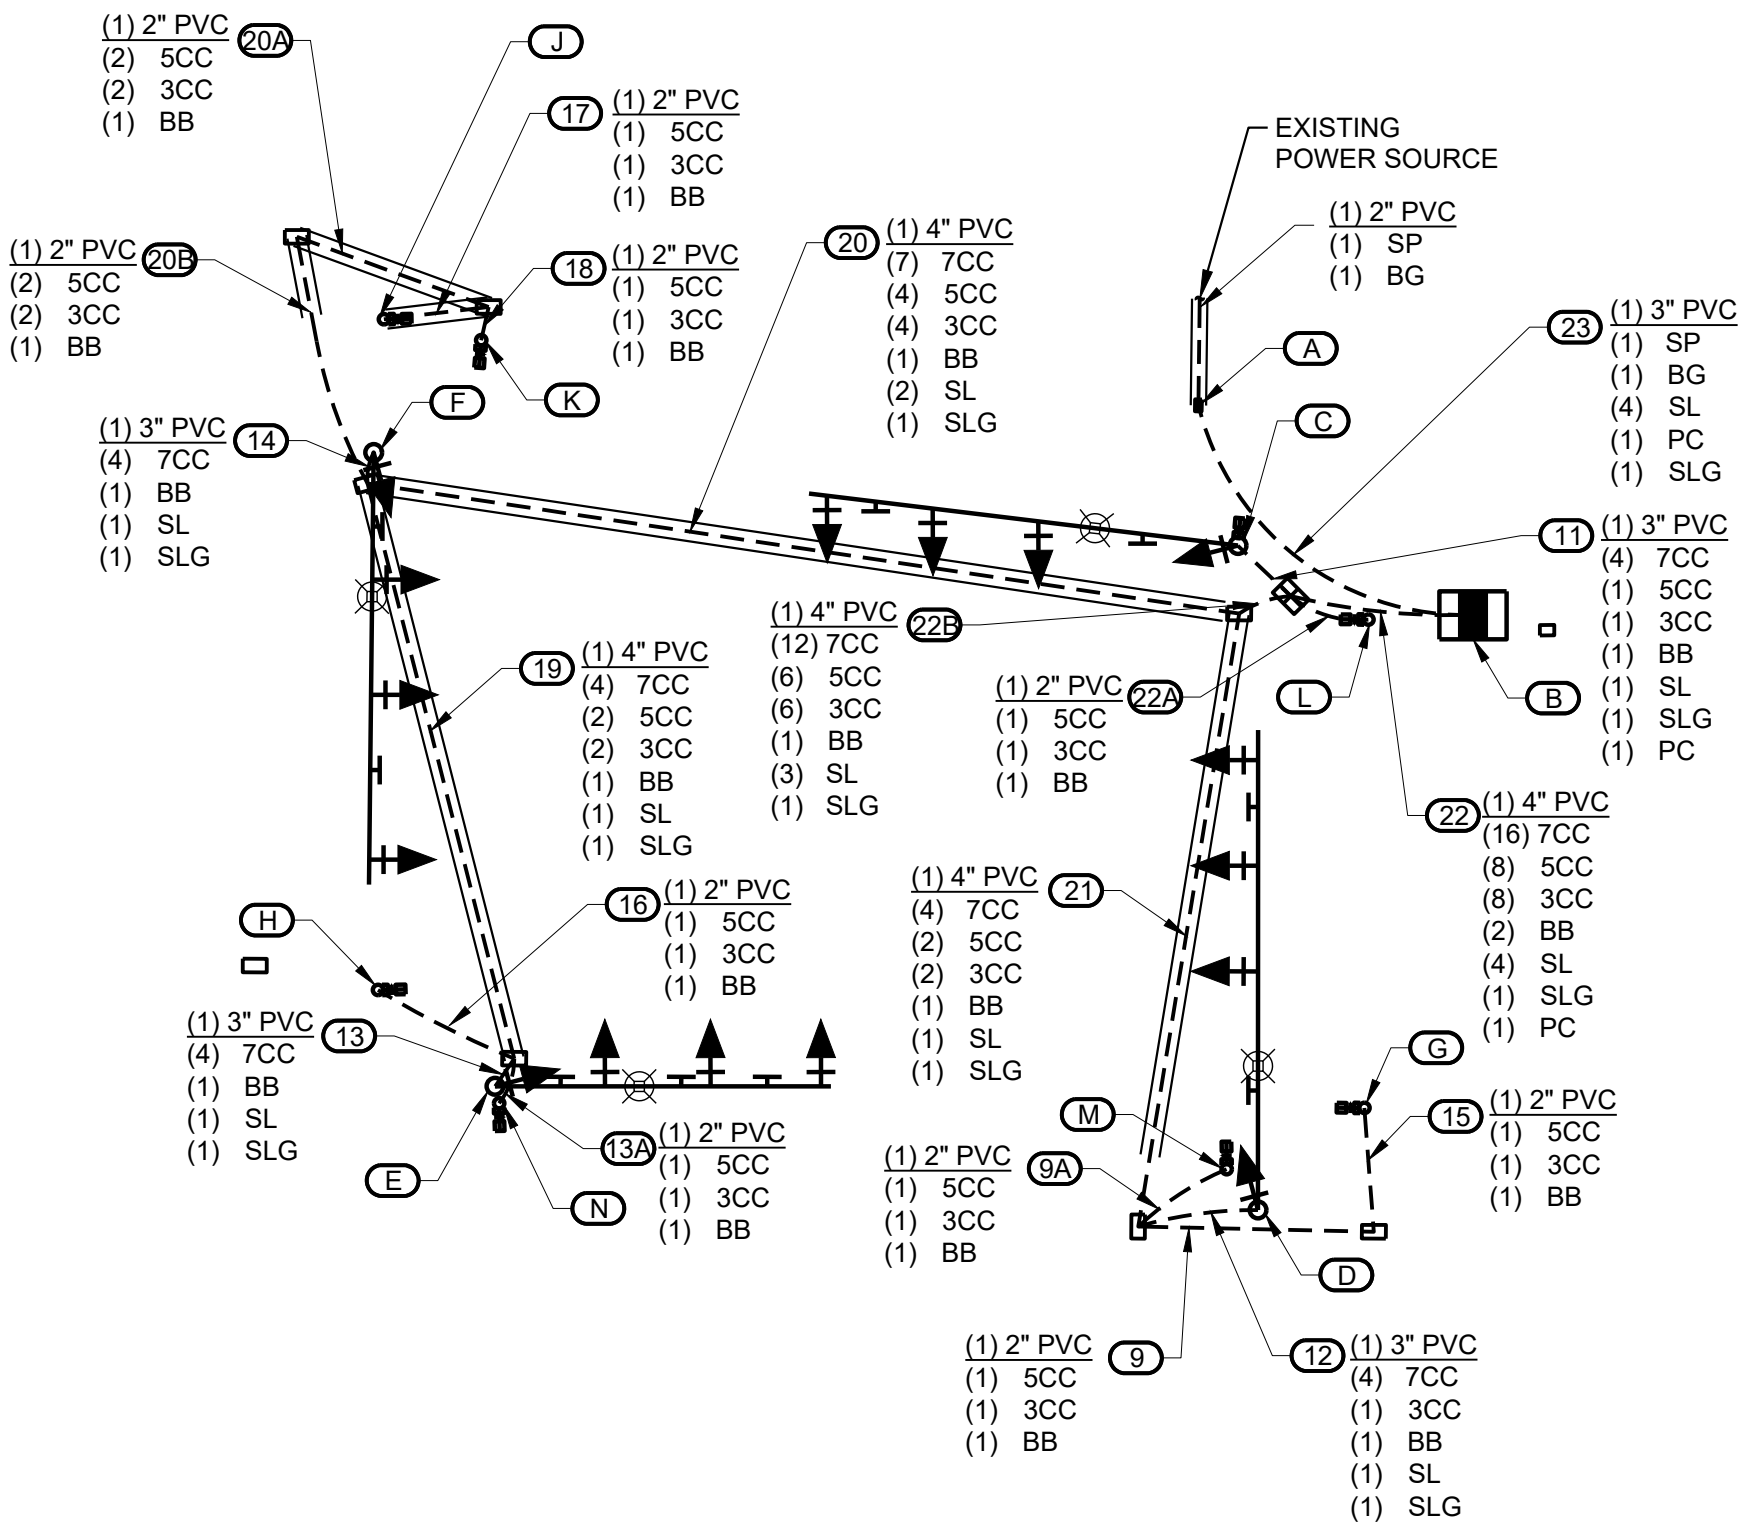 (1) 2" PVC
20A
(2) 5CC
(2) 3CC
(1) BB
J
17
(1) 2" PVC
(1) 5CC
(1) 3CC
(1) BB
EXISTING
POWER SOURCE
(1) 2" PVC
(1) SP
(1) BG
(1) 2" PVC
20B
(2) 5CC
(2) 3CC
(1) BB
18
(1) 2" PVC
(1) 5CC
(1) 3CC
(1) BB
K
F
20
(1) 4" PVC
(7) 7CC
(4) 5CC
(4) 3CC
(1) BB
(2) SL
(1) SLG
A
C
23
(1) 3" PVC
(1) SP
(1) BG
(4) SL
(1) PC
(1) SLG
(1) 3" PVC
14
(4) 7CC
(1) BB
(1) SL
(1) SLG
11
(1) 3" PVC
(4) 7CC
(1) 5CC
(1) 3CC
(1) BB
(1) SL
(1) SLG
(1) PC
19
(1) 4" PVC
(4) 7CC
(2) 5CC
(2) 3CC
(1) BB
(1) SL
(1) SLG
(1) 4" PVC
22B
(12) 7CC
(6) 5CC
(6) 3CC
(1) BB
(3) SL
(1) SLG
(1) 2" PVC
22A
(1) 5CC
(1) 3CC
(1) BB
L
B
22
(1) 4" PVC
(16) 7CC
(8) 5CC
(8) 3CC
(2) BB
(4) SL
(1) SLG
(1) PC
H
16
(1) 2" PVC
(1) 5CC
(1) 3CC
(1) BB
(1) 4" PVC
21
(4) 7CC
(2) 5CC
(2) 3CC
(1) BB
(1) SL
(1) SLG
(1) 3" PVC
13
(4) 7CC
(1) BB
(1) SL
(1) SLG
E
N
13A
(1) 2" PVC
(1) 5CC
(1) 3CC
(1) BB
M
(1) 2" PVC
9A
(1) 5CC
(1) 3CC
(1) BB
G
15
(1) 2" PVC
(1) 5CC
(1) 3CC
(1) BB
D
(1) 2" PVC
9
(1) 5CC
(1) 3CC
(1) BB
12
(1) 3" PVC
(4) 7CC
(1) 3CC
(1) BB
(1) SL
(1) SLG